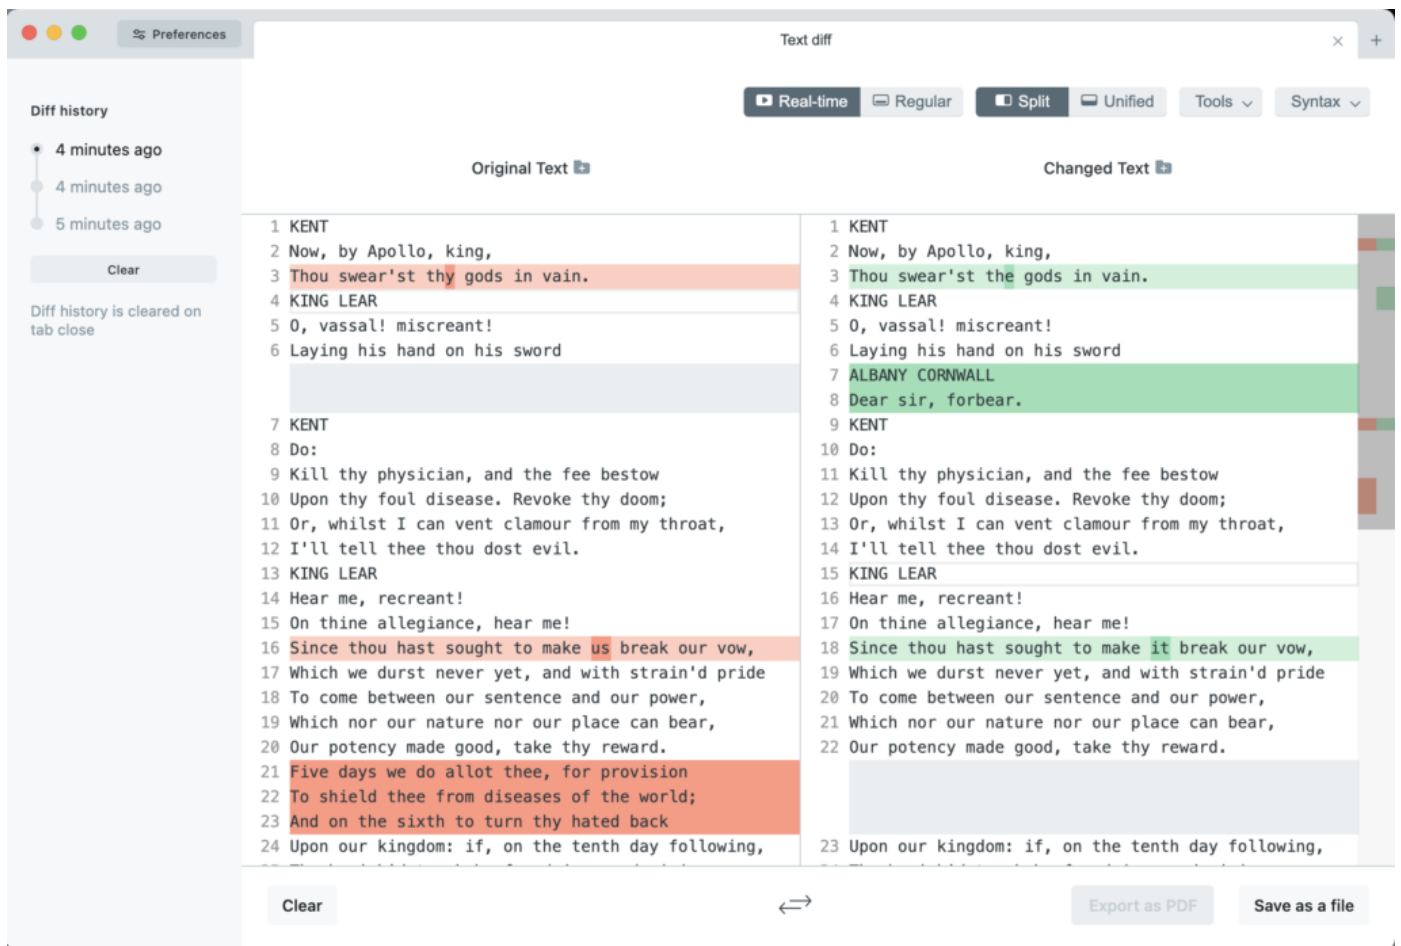 Preferences
Text diff
Diff history
4 minutes ago
4 minutes ago
5 minutes ago
Clear
Diff history is cleared on
tab close
Real-time
Regular
Split
Unified
Tools
Syntax
Original Text
1 KENT
2 Now, by Apollo, king,
3 Thou swear'st thy gods in vain.
4 KING LEAR
5 O, vassal! miscreant!
6 Laying his hand on his sword
7 KENT
8 Do:
9 Kill thy physician, and the fee bestow
10 Upon thy foul disease. Revoke thy doom;
11 Or, whilst I can vent clamour from my throat,
12 I'll tell thee thou dost evil.
13 KING LEAR
14 Hear me, recreant!
15 On thine allegiance, hear me!
16 Since thou hast sought to make us break our vow,
17 Which we durst never yet, and with strain'd pride
18 To come between our sentence and our power,
19 Which nor our nature nor our place can bear,
20 Our potency made good, take thy reward.
21 Five days we do allot thee, for provision
22 To shield thee from diseases of the world;
23 And on the sixth to turn thy hated back
24 Upon our kingdom: if, on the tenth day following,
Changed Text
1 KENT
2 Now, by Apollo, king,
3 Thou swear'st the gods in vain.
4 KING LEAR
5 O, vassal! miscreant!
6 Laying his hand on his sword
7 ALBANY CORNWALL
8 Dear sir, forbear.
9 KENT
10 Do:
11 Kill thy physician, and the fee bestow
12 Upon thy foul disease. Revoke thy doom;
13 Or, whilst I can vent clamour from my throat,
14 I'll tell thee thou dost evil.
15 KING LEAR
16 Hear me, recreant!
17 On thine allegiance, hear me!
18 Since thou hast sought to make it break our vow,
19 Which we durst never yet, and with strain'd pride
20 To come between our sentence and our power,
21 Which nor our nature nor our place can bear,
22 Our potency made good, take thy reward.
23 Upon our kingdom: if, on the tenth day following,
Clear
Export as PDF
Save as a file